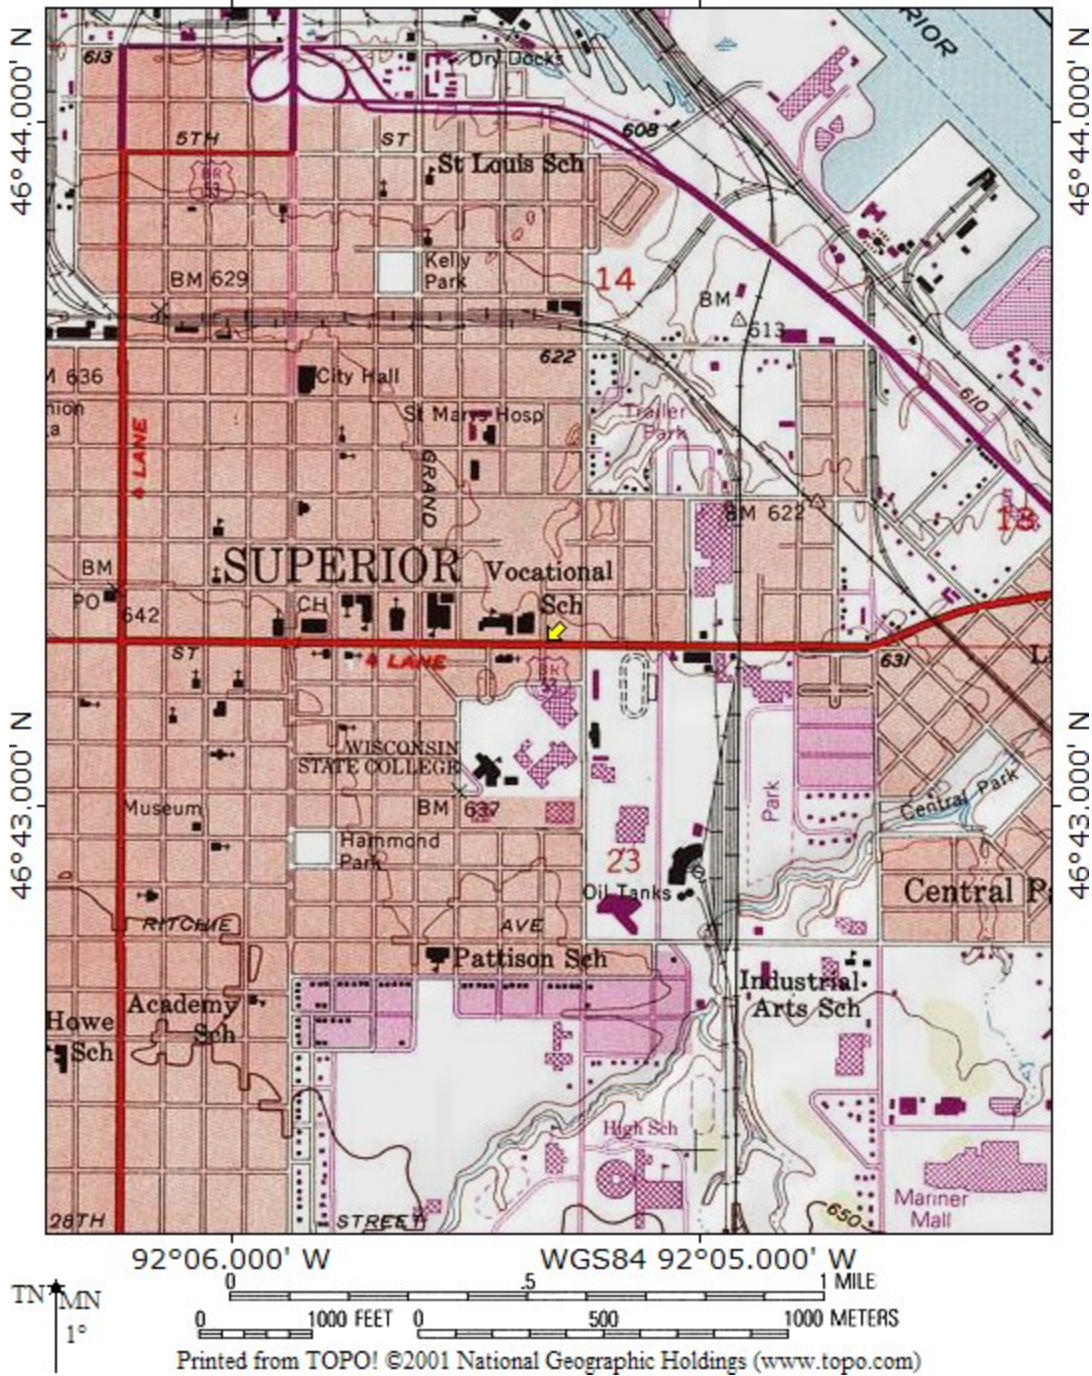 613
Dry Docks
RIOR
46°44.000' N
46°44.000' N
608
5TH ST
BR
53
St Louis Sch
Kelly
Park
BM 629
14
BM
613
622
M 636
City Hall
610
nion
a
St Marys Hosp
Trailer
Park
4 LANE
GRAND
BM 622
13
SUPERIOR
Vocational
Sch
BM
PO
642
CH
ST
4 LANE
BR
53
631
L
WISCONSIN
STATE COLLEGE
46°43.000' N
46°43.000' N
BM 637
Park
Central Park
Museum
Hammond
Park
23
Oil Tanks
Central P
RITCHIE AVE
Pattison Sch
Industrial
Arts Sch
Academy
Sch
Howe
Sch
High Sch
Mariner
Mall
650
28TH STREET
92°06.000' W
WGS84 92°05.000' W
TN MN
1°
0 .5 1 MILE
0 1000 FEET 0 500 1000 METERS
Printed from TOPO! ©2001 National Geographic Holdings (www.topo.com)